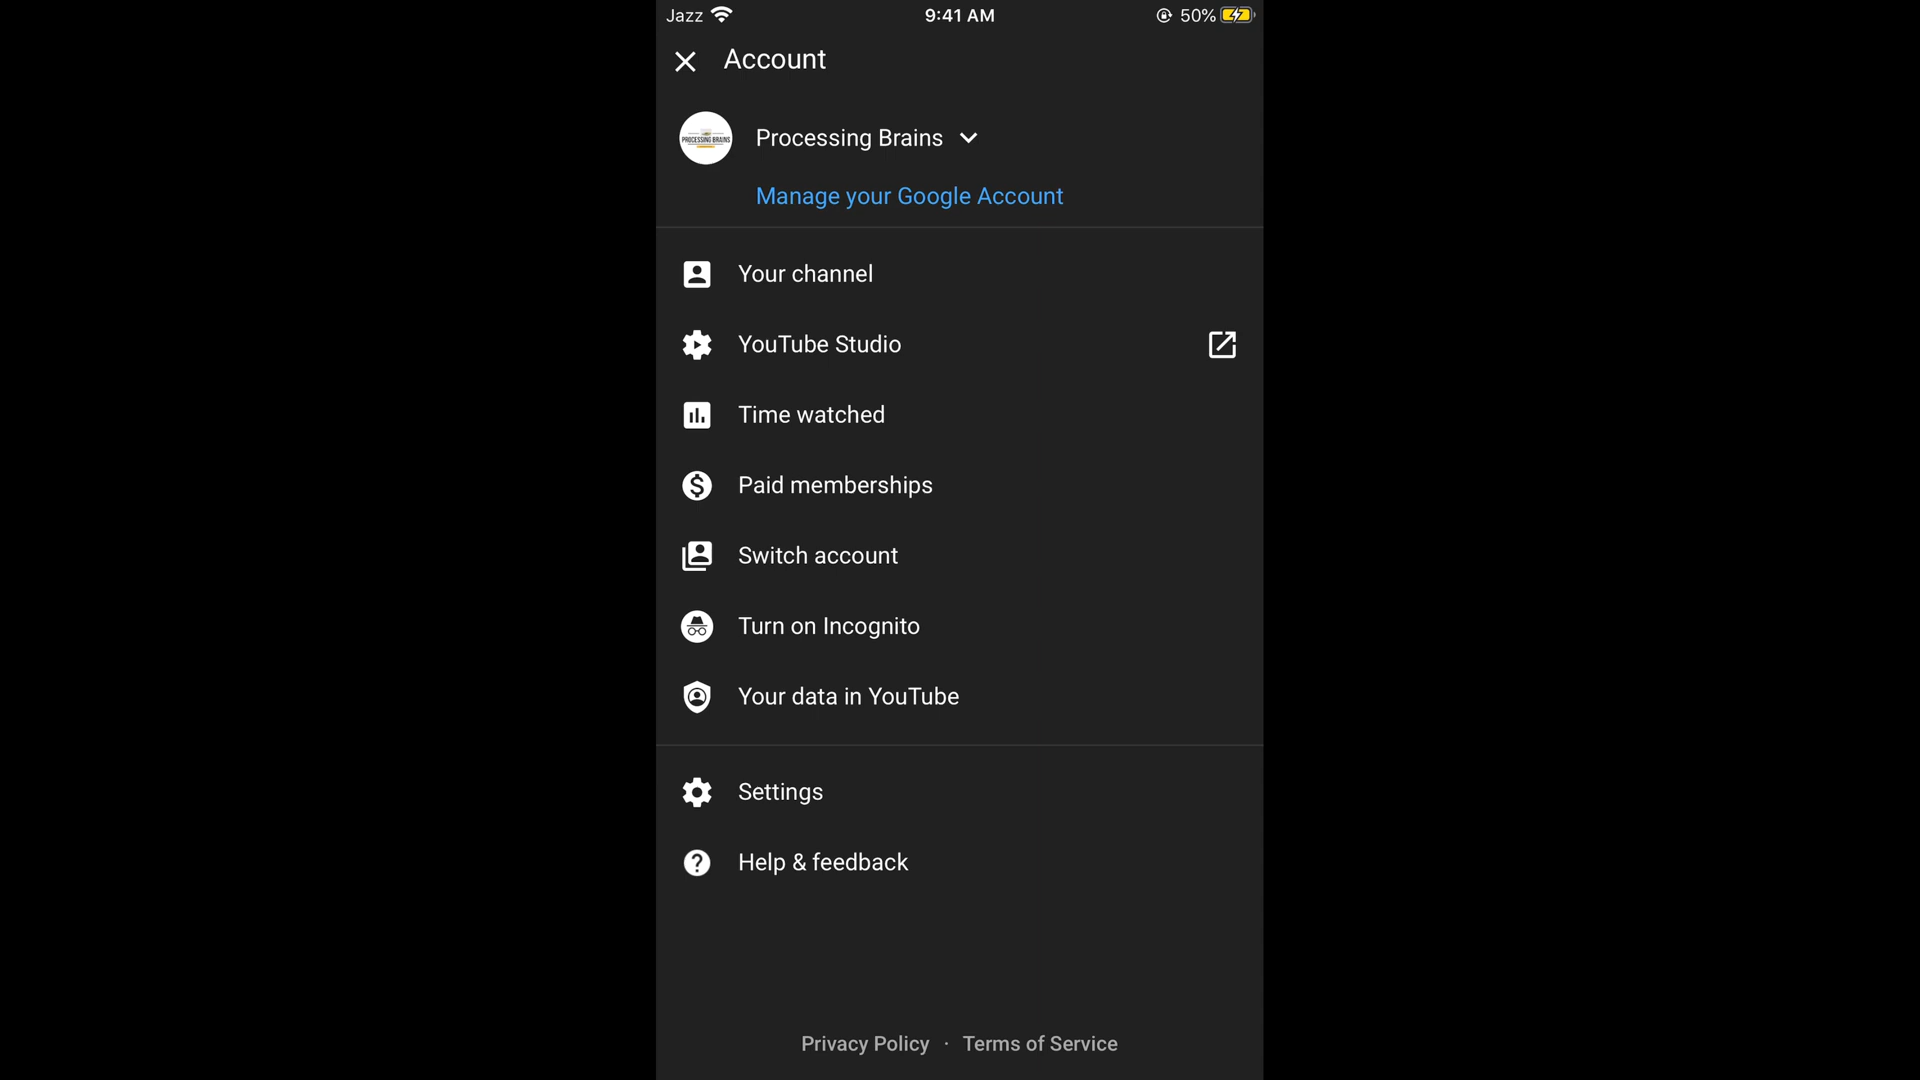 Jazz 9:41 AM 50%
Account
PROCESSING BRAINS
Processing Brains
Manage your Google Account
Your channel
YouTube Studio
Time watched
Paid memberships
Switch account
Turn on Incognito
Your data in YouTube
Settings
Help & feedback
Privacy Policy · Terms of Service